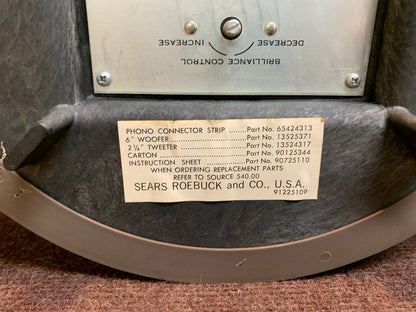 BRILLIANCE CONTROL
DECREASE INCREASE
PHONO CONNECTOR STRIP ........Part No. 65424313
6" WOOFER ........Part No. 13525371
2¼" TWEETER ........Part No. 13524317
CARTON ........Part No. 90125344
INSTRUCTION SHEET ........Part No. 90725110
WHEN ORDERING REPLACEMENT PARTS
REFER TO SOURCE 540.00
SEARS ROEBUCK and CO., U.S.A.
91225109